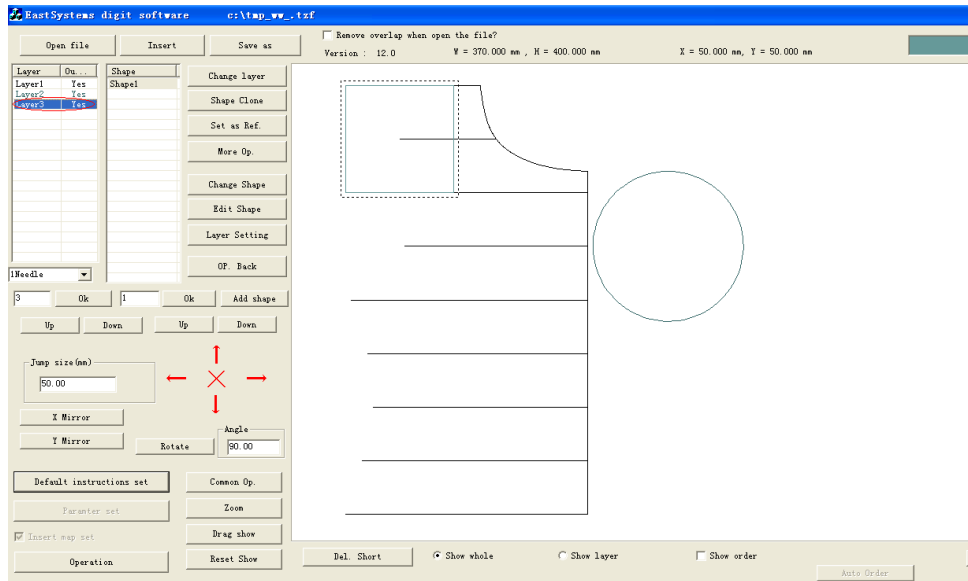 EastSystems digit software c:\tmp_vw_.tzf
Open file Insert Save as
Remove overlap when open the file?
Version : 12.0 W = 370.000 mm , H = 400.000 mm X = 50.000 mm, Y = 50.000 mm
Layer Ou... Shape
Layer1 Yes Shape1
Layer2 Yes
Layer3 Yes
Change layer
Shape Clone
Set as Ref.
More Op.
Change Shape
Edit Shape
Layer Setting
OP. Back
1Needle
3 Ok 1 Ok Add shape
Up Down Up Down
Jump size(mm)
50.00
X Mirror
Y Mirror
Rotate
Angle
90.00
Default instructions set
Common Op.
Paramter set
Zoom
Insert map set
Drag show
Operation
Reset Show
Del. Short Show whole Show layer Show order
Auto Order